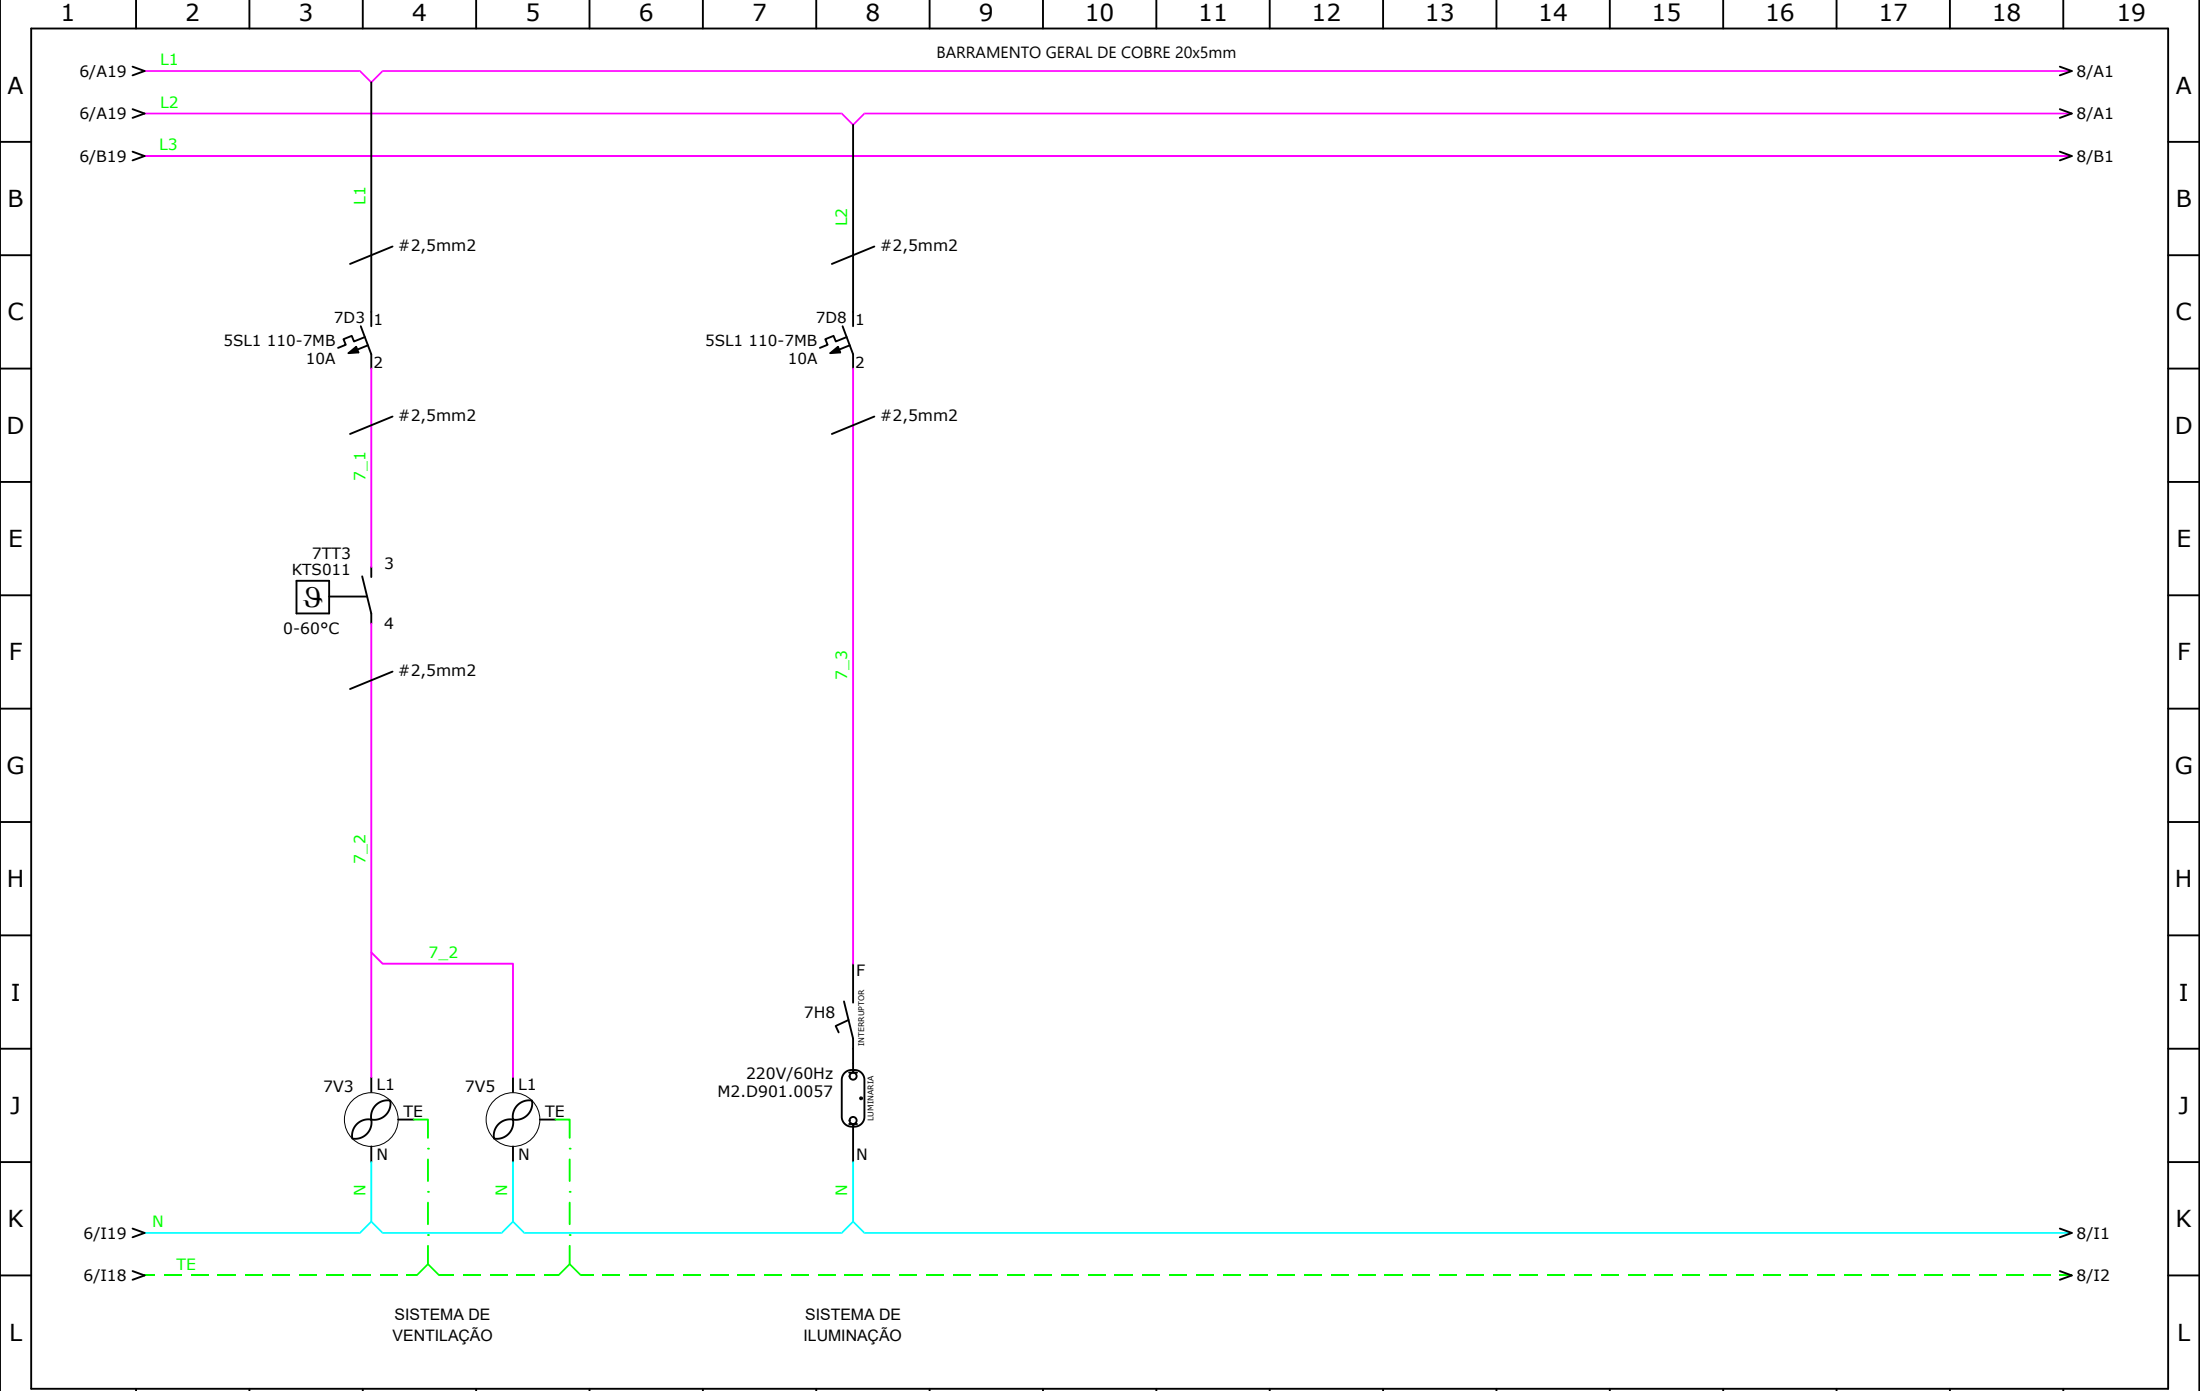 1 2 3 4 5 6 7 8 9 10 11 12 13 14 15 16 17 18 19
BARRAMENTO GERAL DE COBRE 20x5mm
L1
6/A19 8/A1
A A
L2
6/A19 8/A1
L3
6/B19 8/B1
B L1 B
L2
#2,5mm2 #2,5mm2
C C
7D3 1 7D8 1
5SL1 110-7MB 5SL1 110-7MB
10A 2 10A 2
#2,5mm2 #2,5mm2
D D
7_1
E E
7TT3 3
KTS011
ϑ
0-60°C 4
F 7_3 F
#2,5mm2
G G
7_2
H H
7_2
F
I I
7H8 INTERRUPTOR
220V/60Hz
7V3 L1 7V5 L1 M2.D901.0057 LUMINARIA
J TE TE J
N N N
N N N
K K
N
6/I19 8/I1
TE
6/I18 8/I2
SISTEMA DE SISTEMA DE
L L
VENTILAÇÃO ILUMINAÇÃO